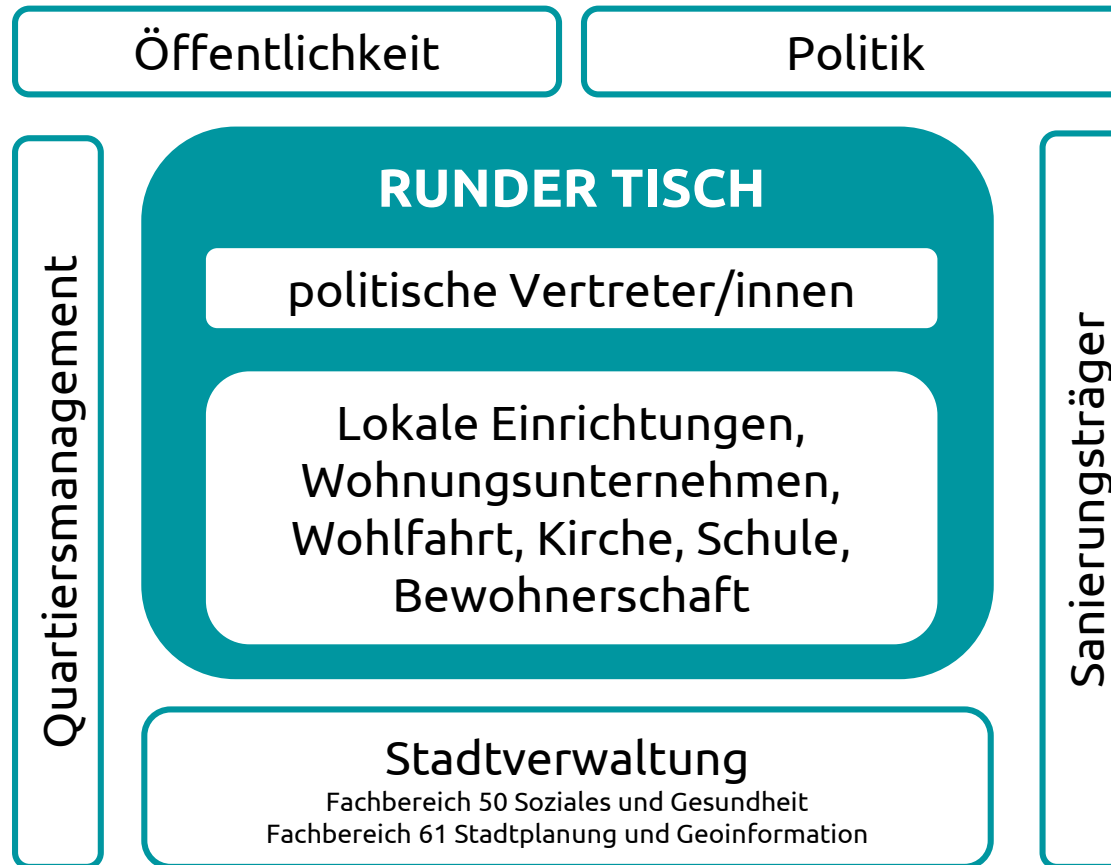 Öffentlichkeit
Politik
Quartiersmanagement
RUNDER TISCH
politische Vertreter/innen
Lokale Einrichtungen,
Wohnungsunternehmen,
Wohlfahrt, Kirche, Schule,
Bewohnerschaft
Sanierungsträger
Stadtverwaltung
Fachbereich 50 Soziales und Gesundheit
Fachbereich 61 Stadtplanung und Geoinformation